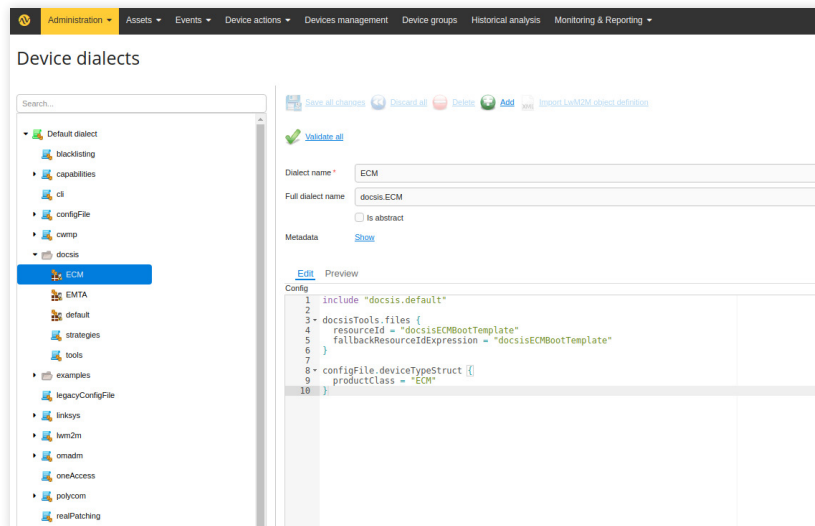 Administration Assets Events Device actions Devices management Device groups Historical analysis Monitoring & Reporting
Device dialects
Search...
Default dialect
blacklisting
capabilities
cli
configFile
cwmp
docsis
ECM
EMTA
default
strategies
tools
examples
legacyConfigFile
linksys
lwm2m
omadm
oneAccess
polycom
realPatching
Save all changes Discard all Delete Add Import LwM2M object definition
Validate all
Dialect name * ECM
Full dialect name docsis.ECM
Is abstract
Metadata Show
Edit Preview
Config
1 include "docsis.default"
2
3 docsisTools.files {
4 resourceId = "docsisECMBootTemplate"
5 fallbackResourceIdExpression = "docsisECMBootTemplate"
6 }
7
8 configFile.deviceTypeStruct {
9 productClass = "ECM"
10 }